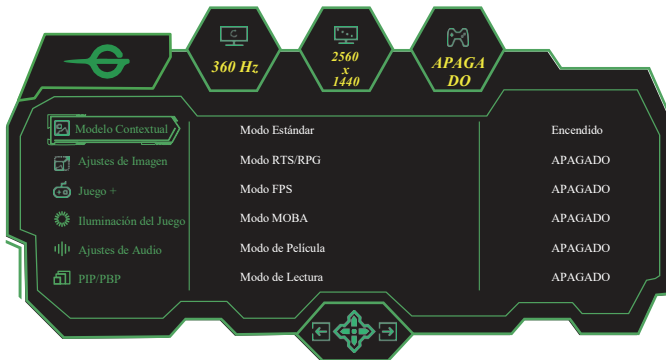 360 Hz
2560
x
1440
APAGA
DO
Modelo Contextual
Modo Estándar
Encendido
Ajustes de Imagen
Modo RTS/RPG
APAGADO
Juego +
Modo FPS
APAGADO
Iluminación del Juego
Modo MOBA
APAGADO
Ajustes de Audio
Modo de Película
APAGADO
PIP/PBP
Modo de Lectura
APAGADO